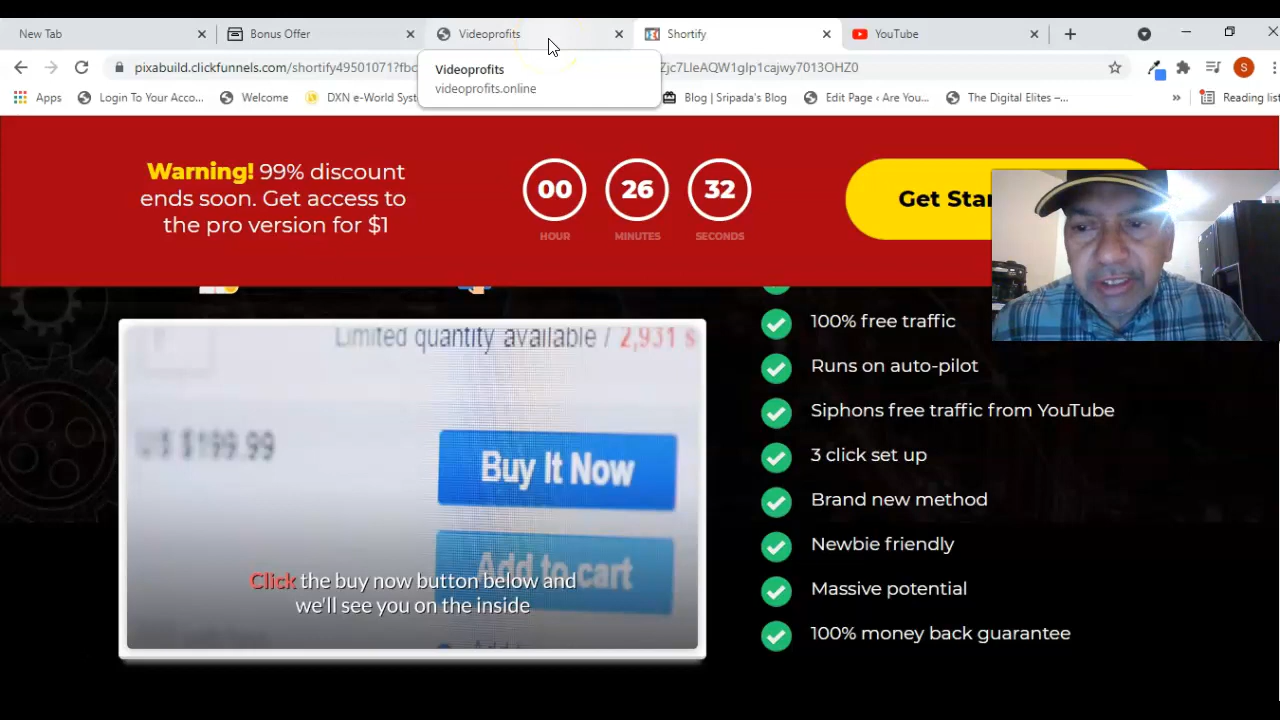 New Tab
Bonus Offer
Videoprofits
Shortify
YouTube
pixabuild.clickfunnels.com/shortify49501071?fbc
Zjc7LleAQW1gIp1cajwy7013OHZ0
S
Videoprofits
videoprofits.online
Apps
Login To Your Acco...
Welcome
DXN e-World Syst
Blog | Sripada's Blog
Edit Page ‹ Are You...
The Digital Elites –...
»
Reading list
Warning! 99% discount
ends soon. Get access to
the pro version for $1
00
26
32
HOUR
MINUTES
SECONDS
Get Star
100% free traffic
Runs on auto-pilot
Siphons free traffic from YouTube
3 click set up
Brand new method
Newbie friendly
Massive potential
100% money back guarantee
Limited quantity available / 2,931 s
US $199.99
Buy It Now
Add to cart
Click the buy now button below and
we'll see you on the inside